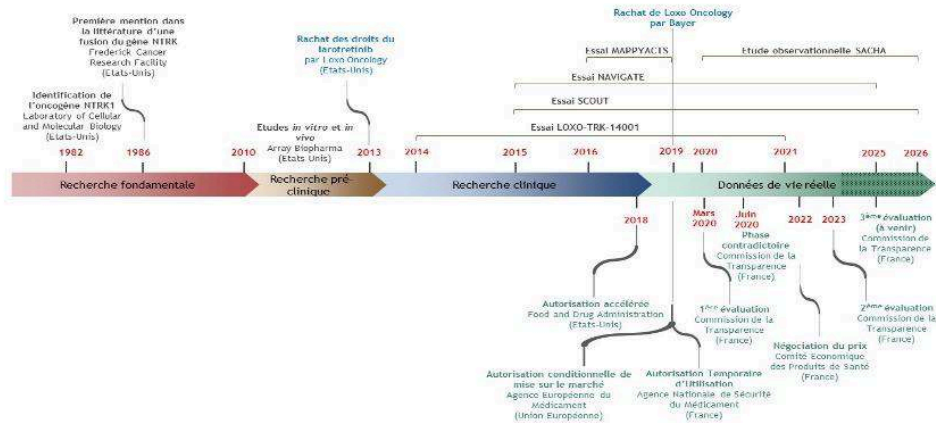 Première mention dans
la littérature d'une
fusion du gène NTRK
Frederick Cancer
Research Facility
(Etats-Unis)
Identification de
l'oncogène NTRK1
Laboratory of Cellular
and Molecular Biology
(Etats-Unis)
Rachat des droits du
larotretinib
par Loxo Oncology
(Etats-Unis)
Etudes in vitro et in
vivo
Array Biopharma
(Etats Unis)
Rachat de Loxo Oncology
par Bayer
Essai MAPPYACTS
Etude observationnelle SACHA
Essai NAVIGATE
Essai SCOUT
Essai LOXO-TRK-14001
1982
1986
2010
2013
2014
2015
2016
2019
2020
2021
2025
2026
Recherche fondamentale
Recherche pré-
clinique
Recherche clinique
Données de vie réelle
2018
Mars
2020
Juin
2020
2022
2023
Autorisation accélérée
Food and Drug Administration
(Etats-Unis)
Autorisation conditionnelle de
mise sur le marché
Agence Européenne du
Médicament
(Union Européenne)
Autorisation Temporaire
d'Utilisation
Agence Nationale de Sécurité
du Médicament
(France)
1ère évaluation
Commission de la
Transparence
(France)
Phase
contradictoire
Commission de la
Transparence
(France)
Négociation du prix
Comité Economique
des Produits de Santé
(France)
2ème évaluation
Commission de la
Transparence
(France)
3ème évaluation
(à venir)
Commission de
la Transparence
(France)